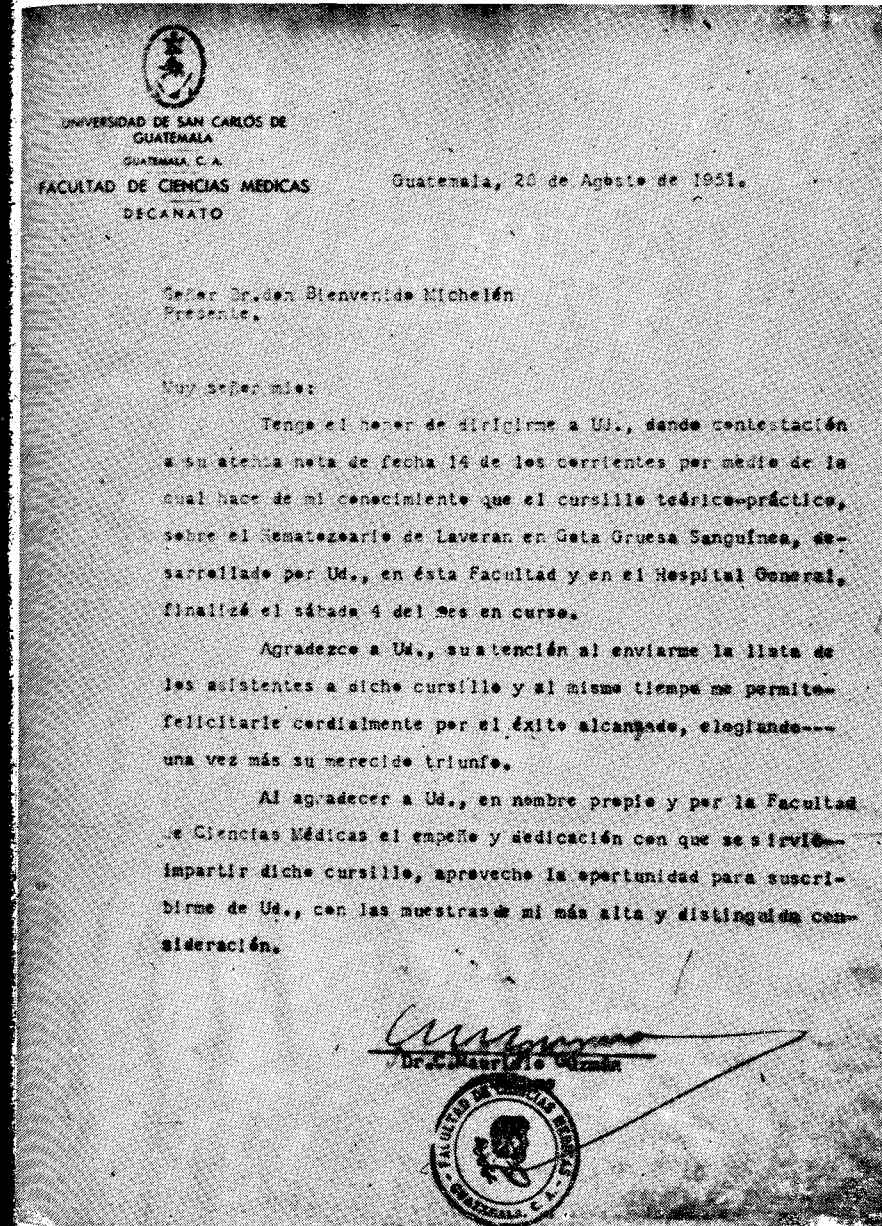 UNIVERSIDAD DE SAN CARLOS DE
GUATEMALA
GUATEMALA, C. A.
FACULTAD DE CIENCIAS MEDICAS
DECANATO
Guatemala, 20 de Agosto de 1951.
Señor Dr.don Bienvenido Michelén
Presente.
Muy señor mio:
Tengo el honor de dirigirme a Ud., dando contestación
a su atenta nota de fecha 14 de los corrientes por medio de la
cual hace de mi conocimiento que el cursillo teórico-práctico,
sobre el Hematozoario de Laveran en Gota Gruesa Sanguínea, de-
sarrollado por Ud., en ésta Facultad y en el Hospital General,
finalizó el sábado 4 del mes en curso.
Agradezco a Ud., su atención al enviarme la lista de
los asistentes a dicho cursillo y al mismo tiempo me permito-
felicitarle cordialmente por el éxito alcanzado, elogiando---
una vez más su merecido triunfo.
Al agradecer a Ud., en nombre propio y por la Facultad
de Ciencias Médicas el empeño y dedicación con que se sirvió--
impartir dicho cursillo, aprovecho la oportunidad para suscri-
birme de Ud., con las muestras de mi más alta y distinguida con-
sideración.
Dr.C.Mauricio Guzmán
FACULTAD DE CIENCIAS MEDICAS
GUATEMALA, C. A.